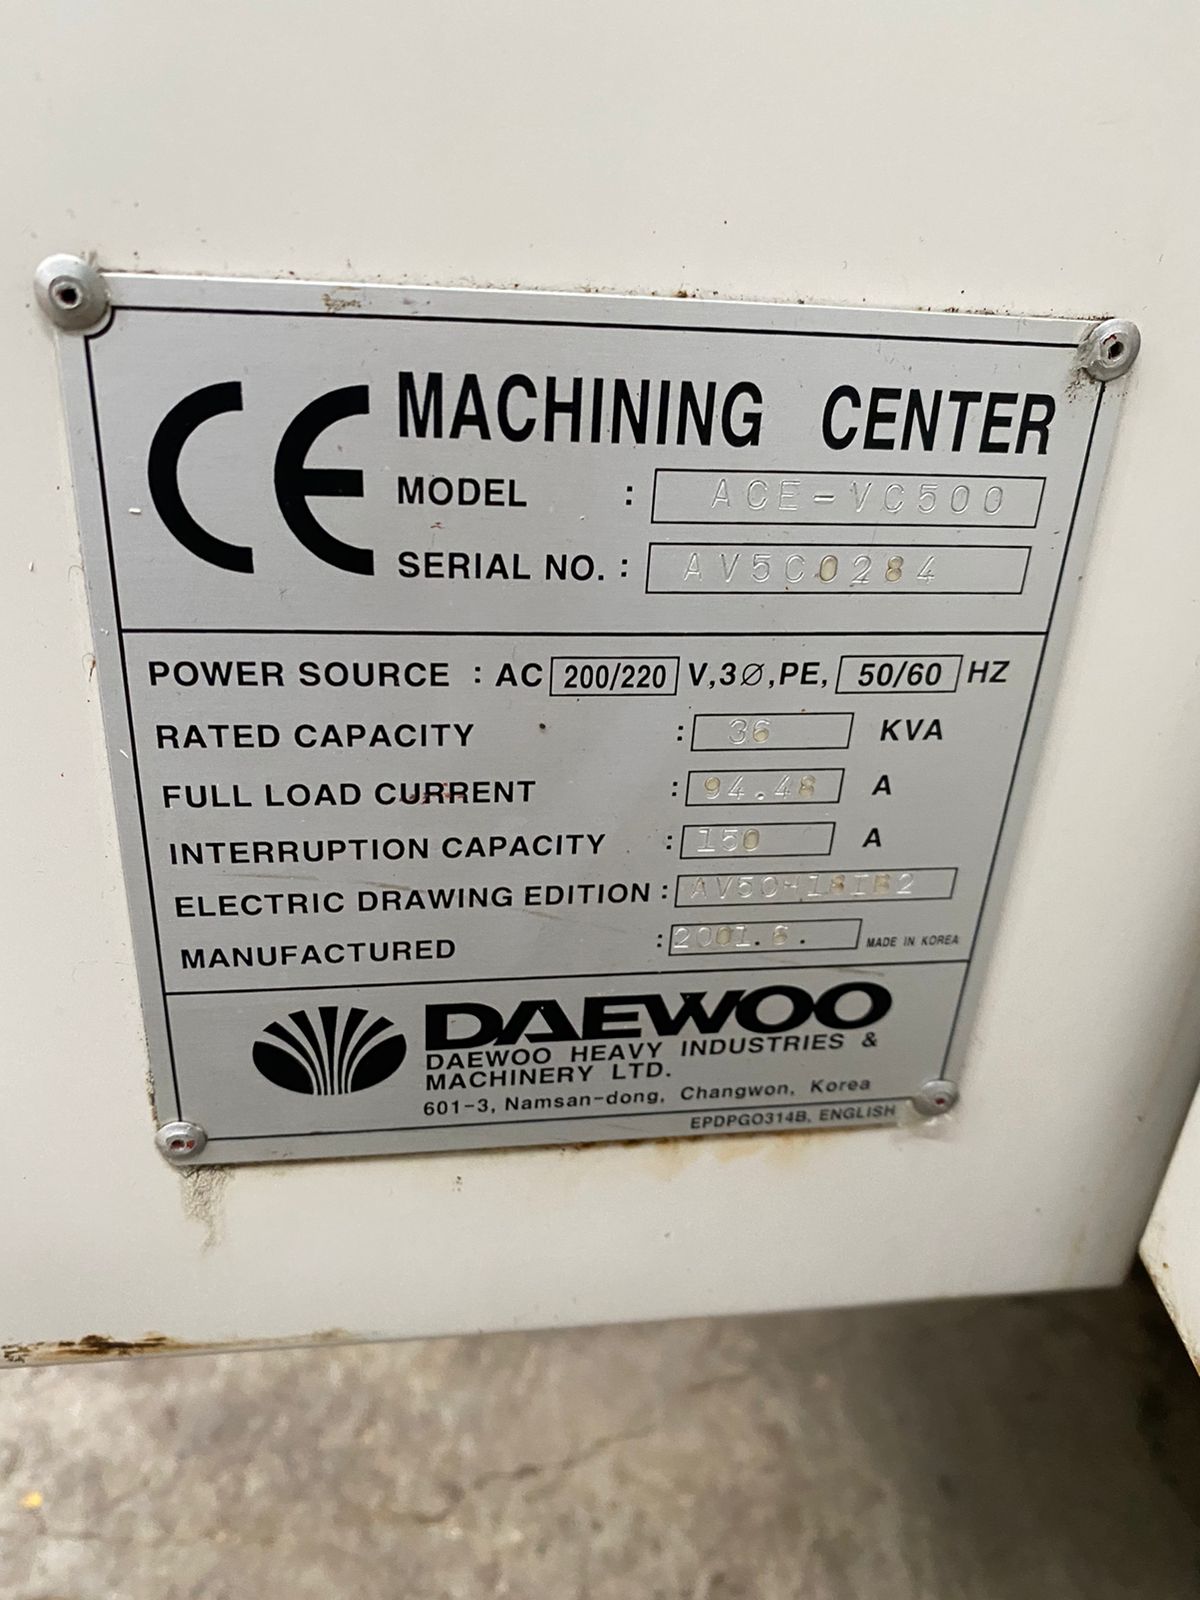 CE MACHINING CENTER
MODEL : ACE-VC500
SERIAL NO. : AV5C0284
POWER SOURCE : AC 200/220 V,3Ø,PE, 50/60 HZ
RATED CAPACITY : 36 KVA
FULL LOAD CURRENT : 94.48 A
INTERRUPTION CAPACITY : 150 A
ELECTRIC DRAWING EDITION :
MANUFACTURED : 2001.6. MADE IN KOREA
DAEWOO
DAEWOO HEAVY INDUSTRIES &
MACHINERY LTD.
601-3, Namsan-dong, Changwon, Korea
EPDPGO314B, ENGLISH